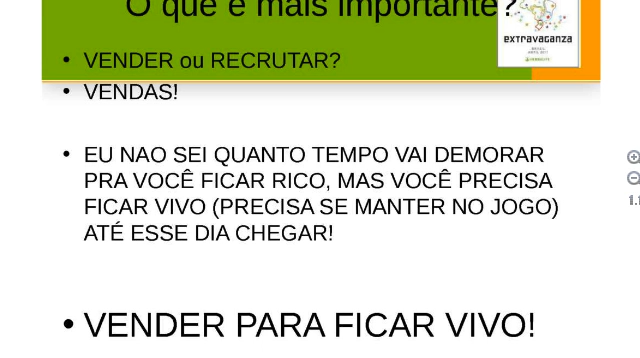 O que é mais importante?
extravaganza
• VENDER ou RECRUTAR?
• VENDAS!
• EU NAO SEI QUANTO TEMPO VAI DEMORAR
PRA VOCÊ FICAR RICO, MAS VOCÊ PRECISA
FICAR VIVO (PRECISA SE MANTER NO JOGO)
ATÉ ESSE DIA CHEGAR!
• VENDER PARA FICAR VIVO!